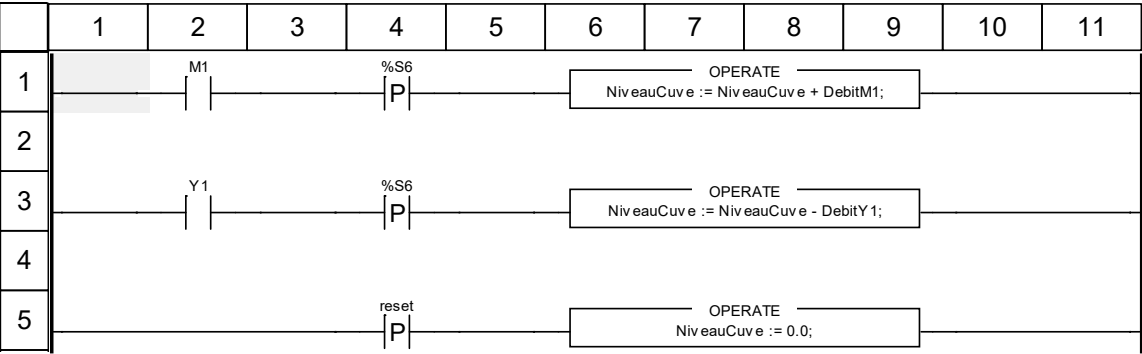 1 2 3 4 5 6 7 8 9 10 11
1
M1 %S6 OPERATE
P NiveauCuve := NiveauCuve + DebitM1;
2
3
Y1 %S6 OPERATE
P NiveauCuve := NiveauCuve - DebitY1;
4
5
reset OPERATE
P NiveauCuve := 0.0;